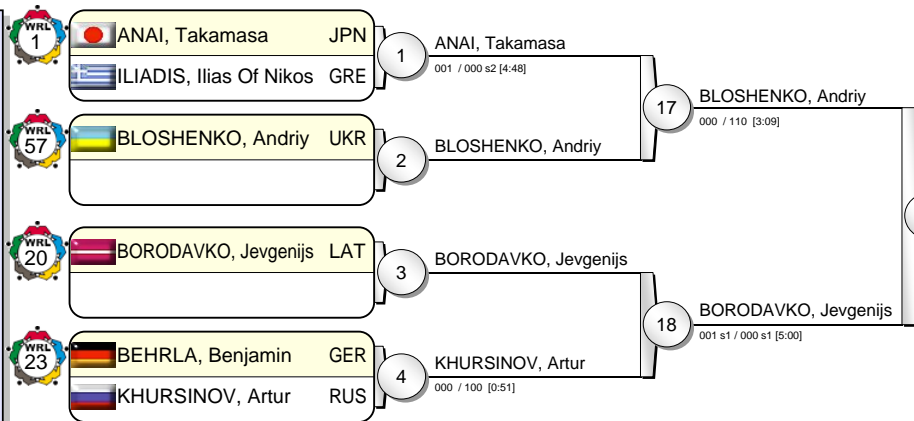 WRL
1
ANAI, Takamasa JPN
ILIADIS, Ilias Of Nikos GRE
1
ANAI, Takamasa
001 / 000 s2 [4:48]
WRL
57
BLOSHENKO, Andriy UKR
2
BLOSHENKO, Andriy
17
BLOSHENKO, Andriy
000 / 110 [3:09]
WRL
20
BORODAVKO, Jevgenijs LAT
3
BORODAVKO, Jevgenijs
18
BORODAVKO, Jevgenijs
001 s1 / 000 s1 [5:00]
WRL
23
BEHRLA, Benjamin GER
KHURSINOV, Artur RUS
4
KHURSINOV, Artur
000 / 100 [0:51]